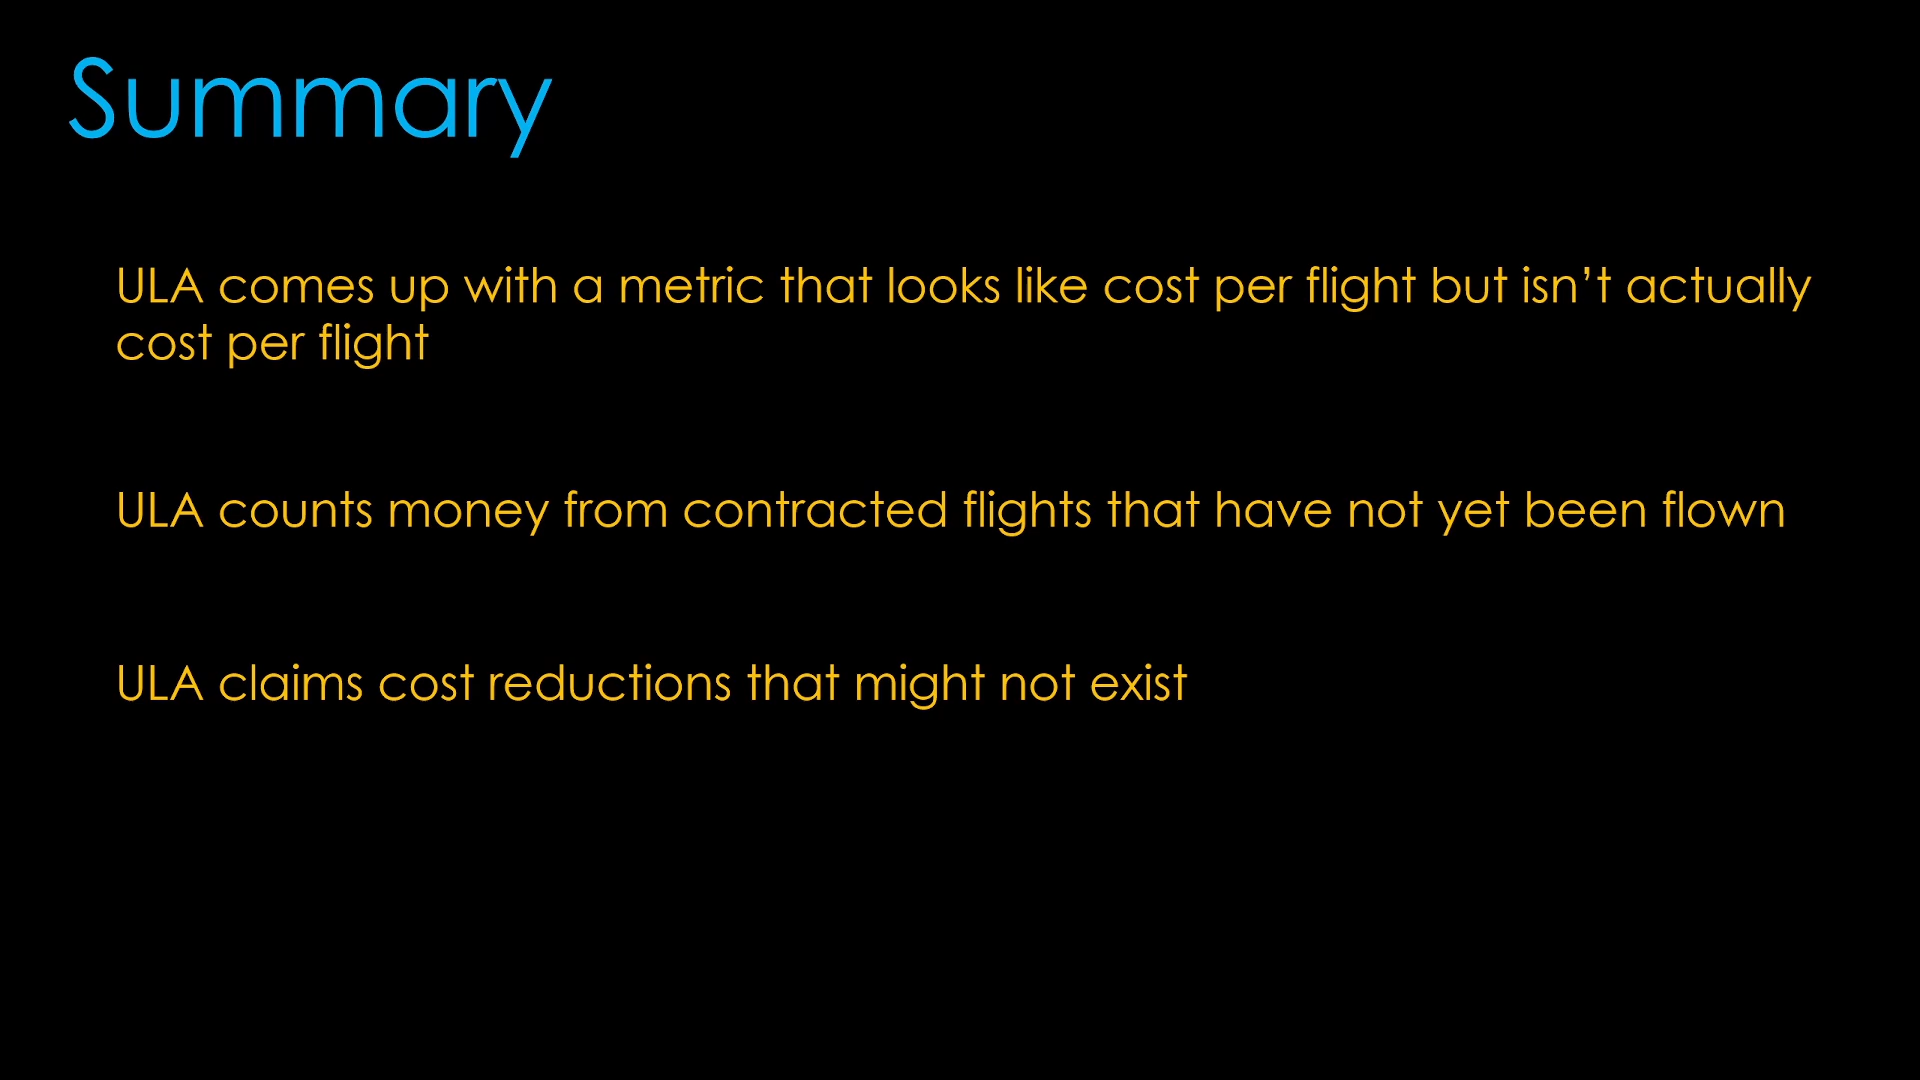 Summary
ULA comes up with a metric that looks like cost per flight but isn’t actually
cost per flight
ULA counts money from contracted flights that have not yet been flown
ULA claims cost reductions that might not exist